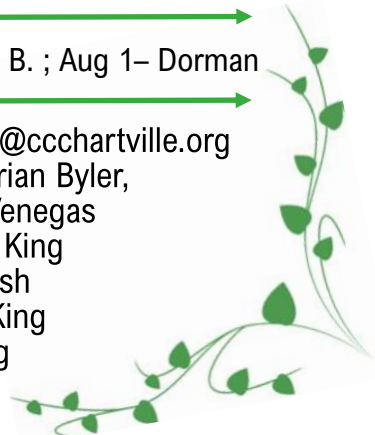 B. ; Aug 1– Dorman
@ccchartville.org
rian Byler,
Venegas
King
sh
King
g